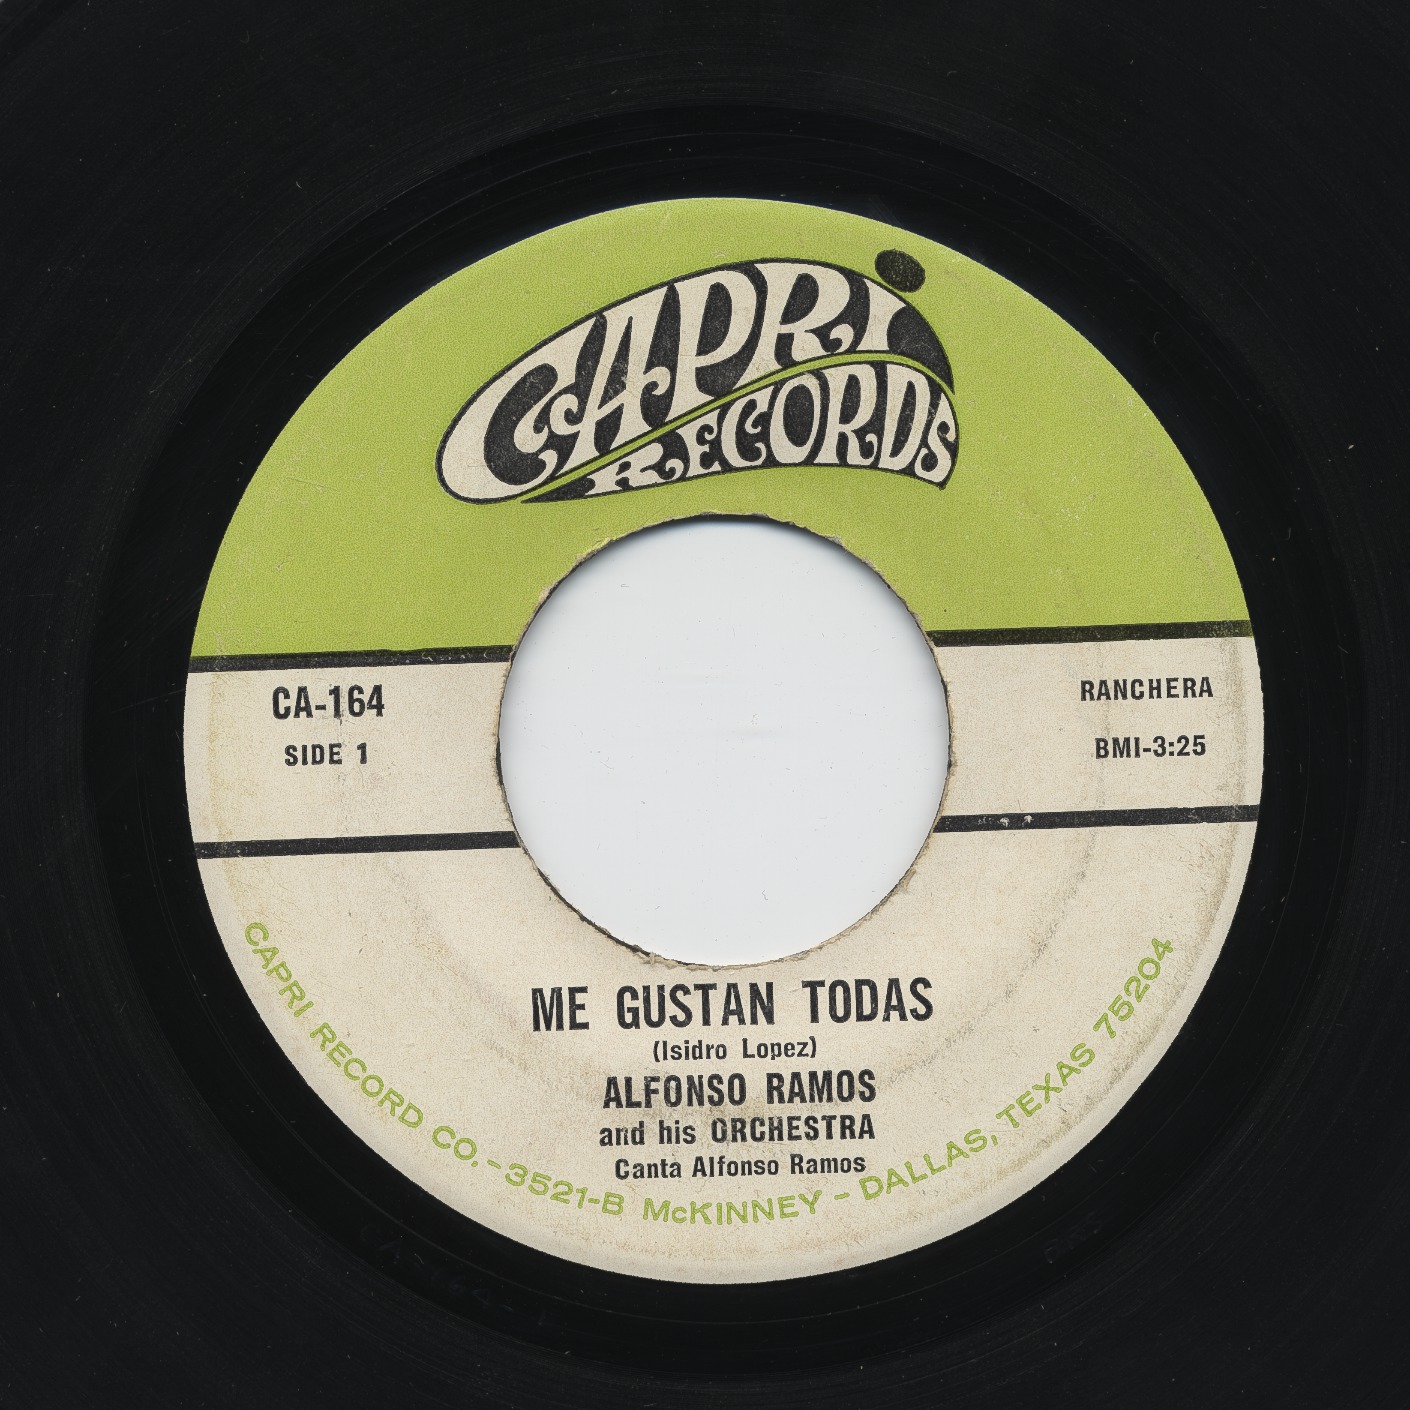 CAPRI
RECORDS
CA-164
SIDE 1
RANCHERA
BMI-3:25
ME GUSTAN TODAS
(Isidro Lopez)
ALFONSO RAMOS
and his ORCHESTRA
Canta Alfonso Ramos
CAPRI RECORD CO. - 3521-B McKINNEY - DALLAS, TEXAS 75204